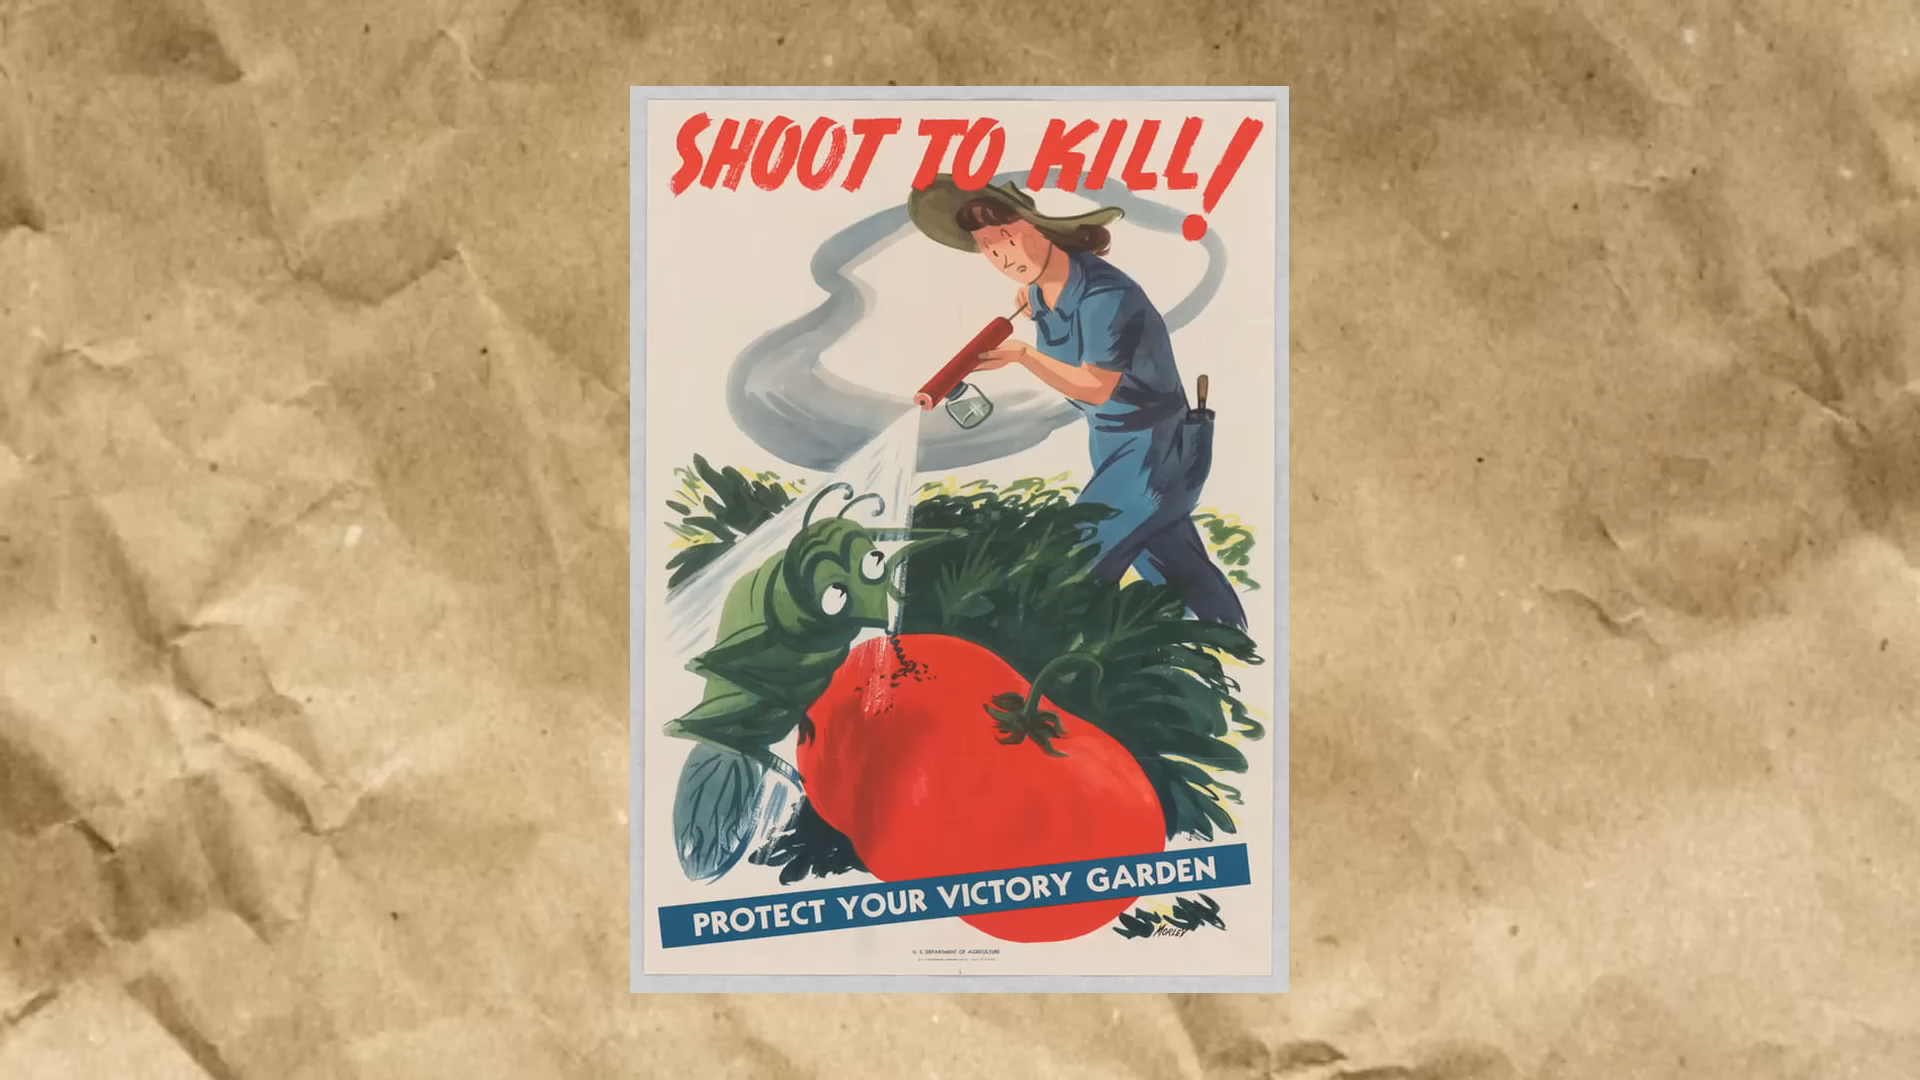 SHOOT TO KILL!
PROTECT YOUR VICTORY GARDEN
MORLEY
U. S. DEPARTMENT OF AGRICULTURE